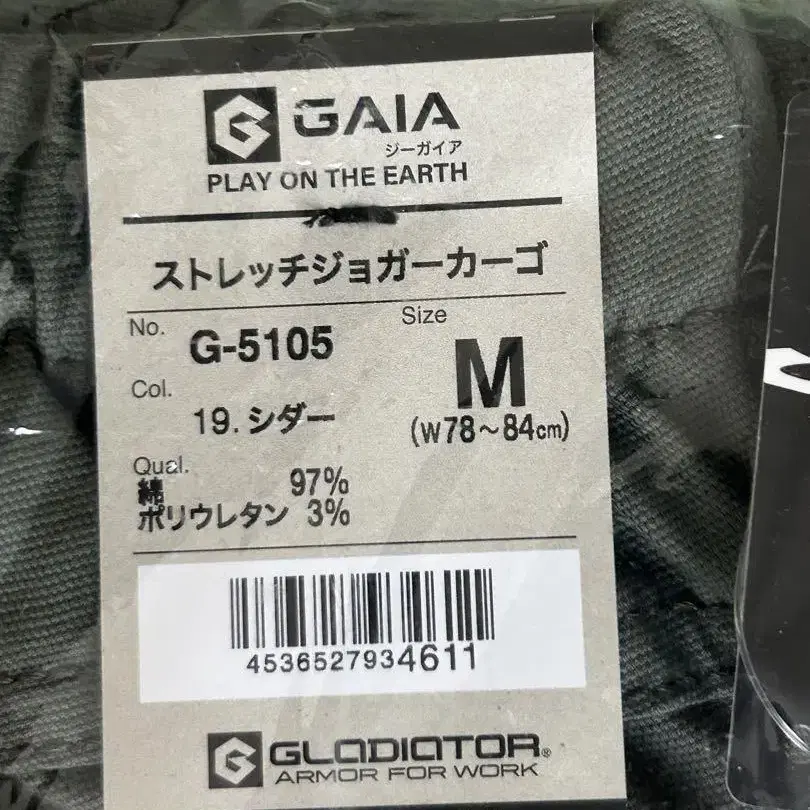 GAIA
ジーガイア
PLAY ON THE EARTH
ストレッチジョガーカーゴ
No. G-5105
Size M
(W78～84cm)
Col. 19.シダー
Qual.
綿 97%
ポリウレタン 3%
4536527934611
GLADIATOR®
ARMOR FOR WORK